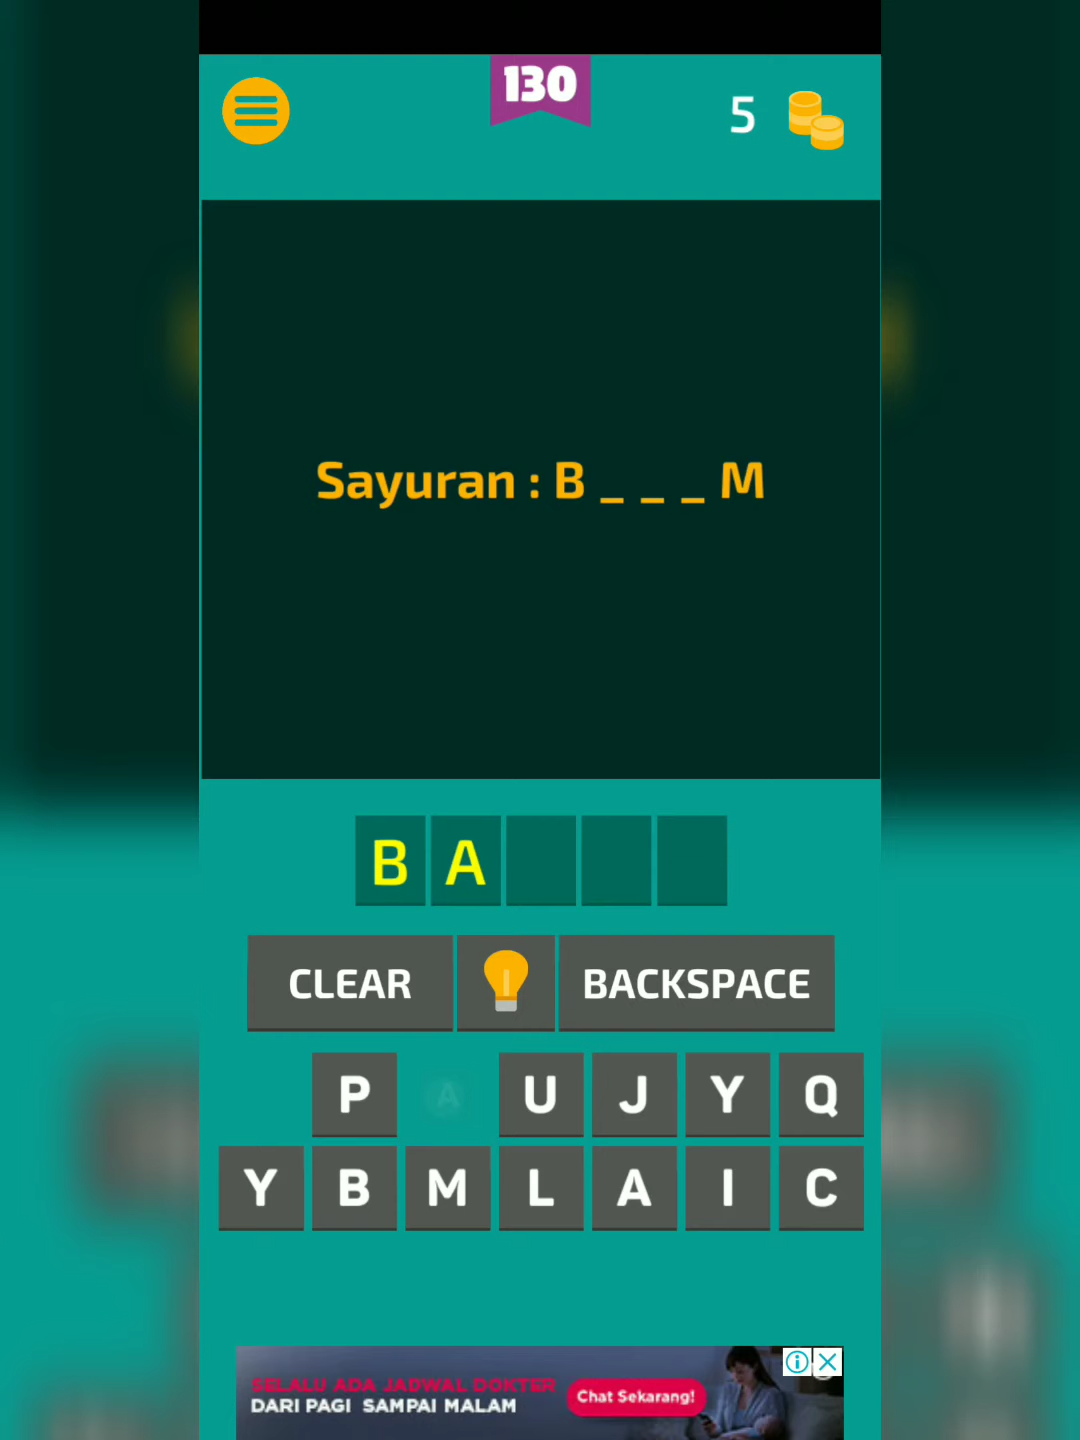 130
5
Sayuran : B _ _ _ M
B A
CLEAR
BACKSPACE
P A U J Y Q
Y B M L A I C
SELALU ADA JADWAL DOKTER
DARI PAGI SAMPAI MALAM
Chat Sekarang!